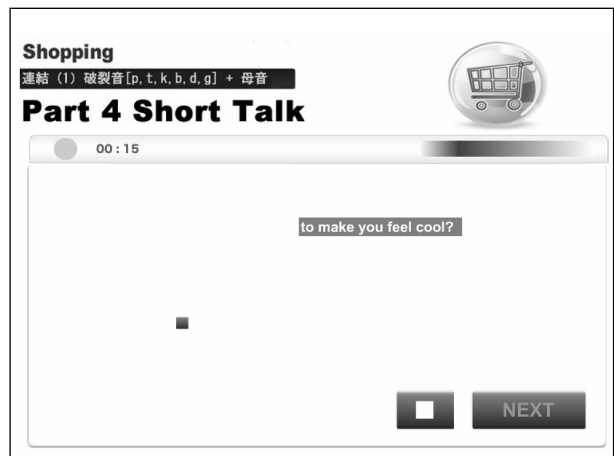 Shopping
連結 (1) 破裂音[p,t,k,b,d,g] + 母音
Part 4 Short Talk
00:15
to make you feel cool?
NEXT